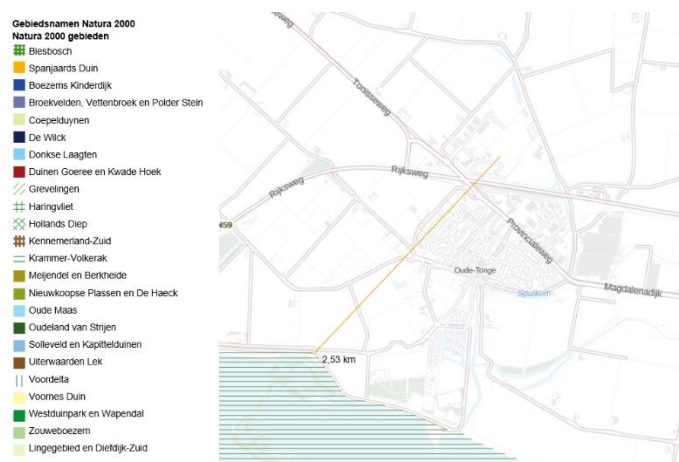 Gebiedsnamen Natura 2000
Natura 2000 gebieden
Biesbosch
Spanjaards Duin
Boezems Kinderdijk
Broekvelden, Vettenbroek en Polder Stein
Coepelduynen
De Wilck
Donkse Laagten
Duinen Goeree en Kwade Hoek
Grevelingen
Haringvliet
Hollands Diep
Kennemerland-Zuid
Krammer-Volkerak
Meijendel en Berkheide
Nieuwkoopse Plassen en De Haeck
Oude Maas
Oudeland van Strijen
Solleveld en Kapittelduinen
Uiterwaarden Lek
Voordelta
Voornes Duin
Westduinpark en Wapendal
Zouweboezem
Lingegebied en Diefdijk-Zuid
seweg
Tonisseweg
Rijksweg
Rijksweg
N59
Provincialeweg
Oude-Tonge
Spuikom
Magdalenadijk
2,53 km